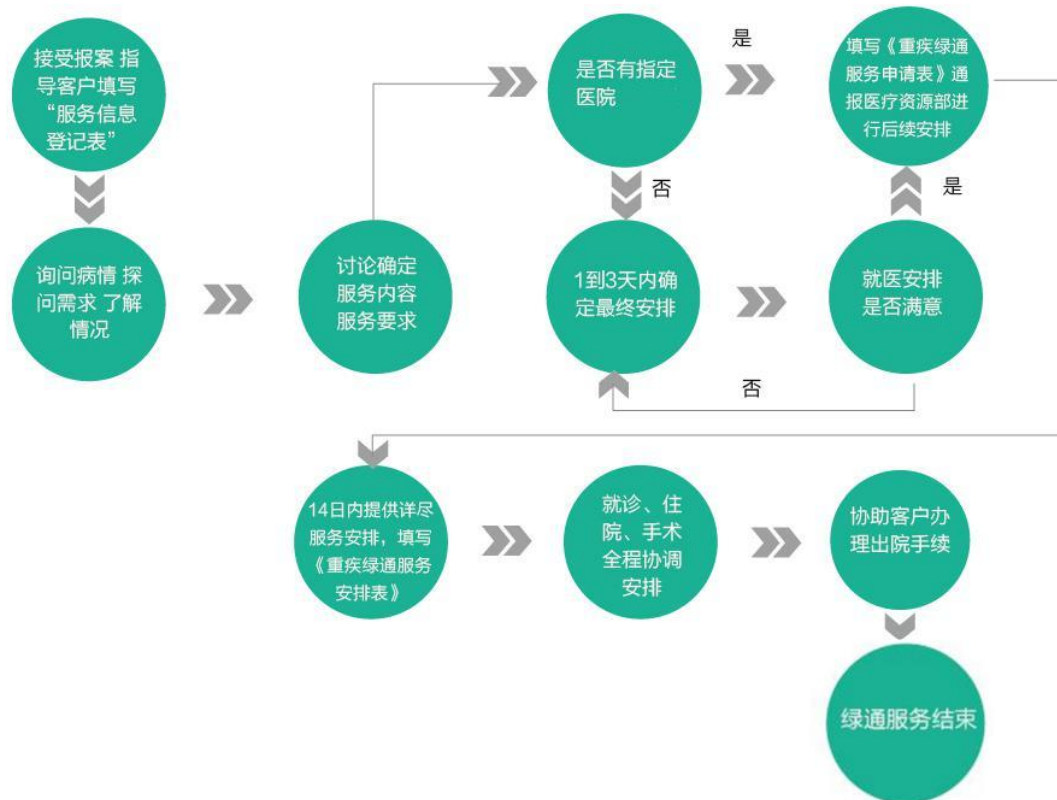 接受报案 指
导客户填写
“服务信息
登记表”
询问病情 探
问需求 了解
情况
讨论确定
服务内容
服务要求
是否有指定
医院
是
填写《重疾绿通
服务申请表》通
报医疗资源部进
行后续安排
否
是
1到3天内确
定最终安排
就医安排
是否满意
否
14日内提供详尽
服务安排，填写
《重疾绿通服务
安排表》
就诊、住
院、手术
全程协调
安排
协助客户办
理出院手续
绿通服务结束